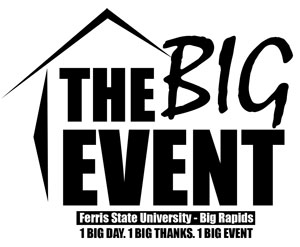 THE BIG
EVENT
Ferris State University - Big Rapids
1 BIG DAY. 1 BIG THANKS. 1 BIG EVENT